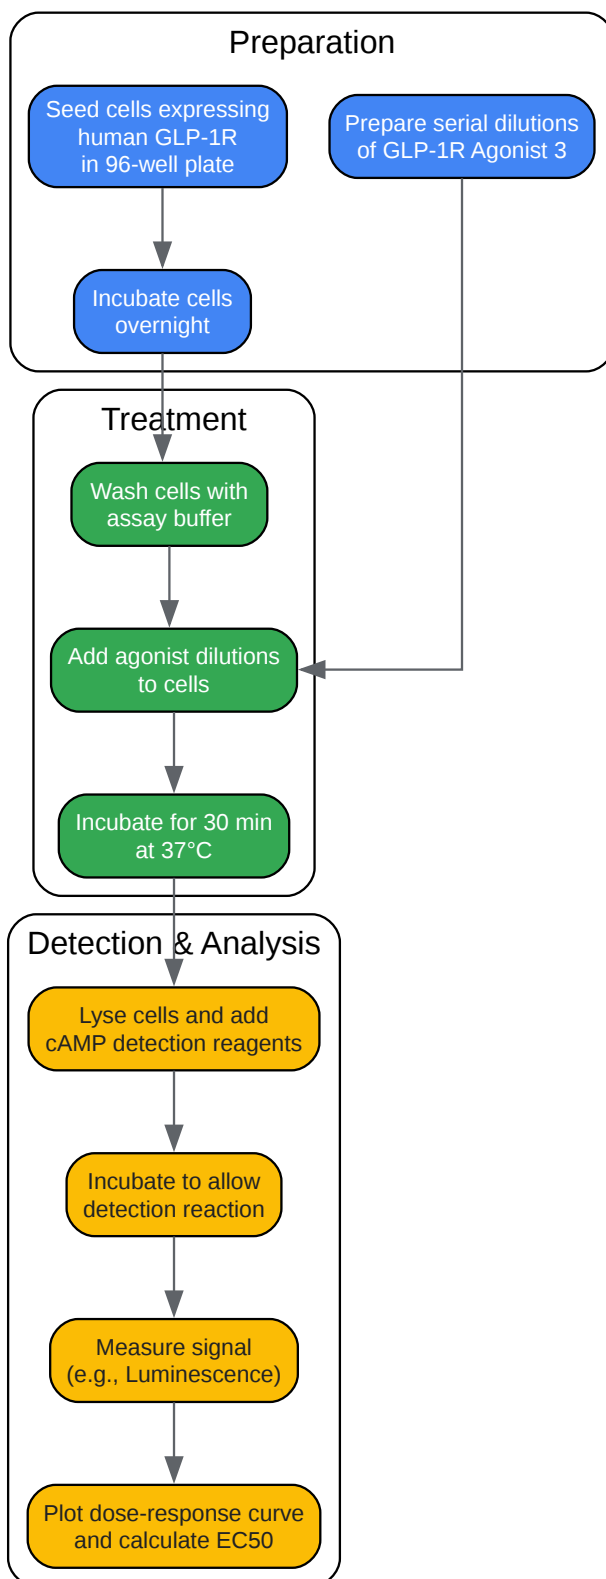 Preparation
Seed cells expressing
human GLP-1R
in 96-well plate
Prepare serial dilutions
of GLP-1R Agonist 3
Incubate cells
overnight
Treatment
Wash cells with
assay buffer
Add agonist dilutions
to cells
Incubate for 30 min
at 37°C
Detection & Analysis
Lyse cells and add
cAMP detection reagents
Incubate to allow
detection reaction
Measure signal
(e.g., Luminescence)
Plot dose-response curve
and calculate EC50